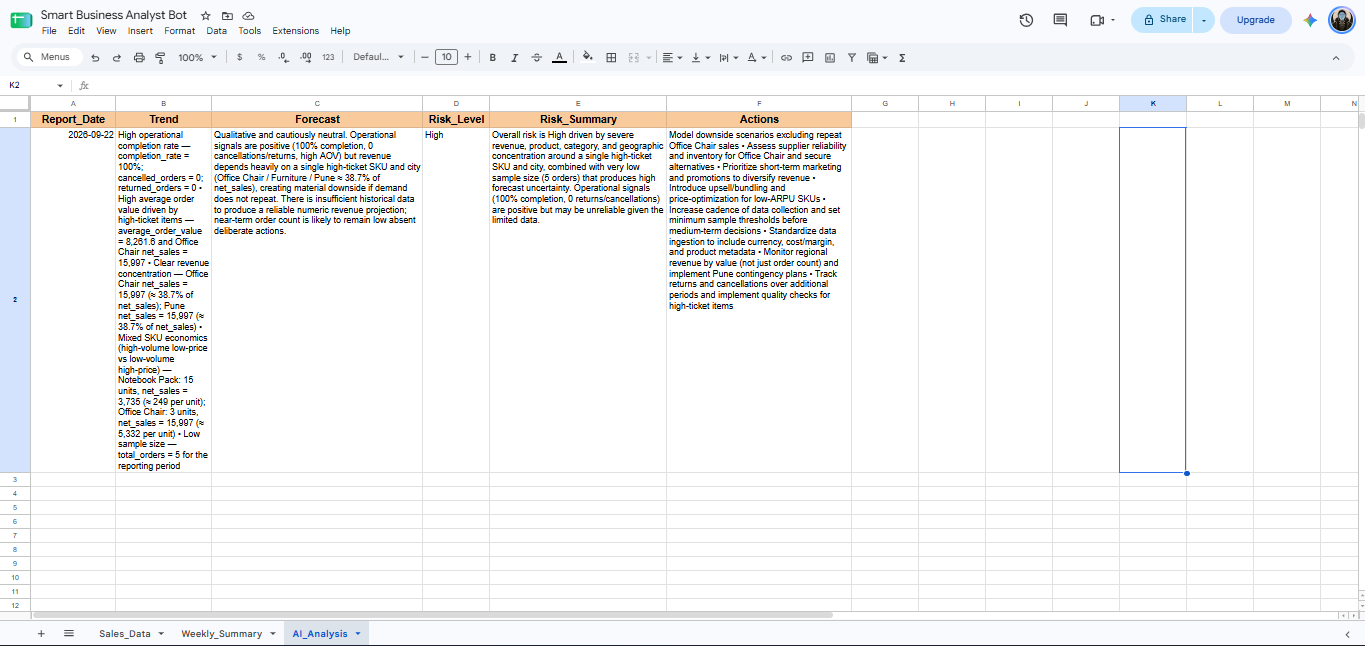 Smart Business Analyst Bot
File Edit View Insert Format Data Tools Extensions Help
Share
Upgrade
Menus
100%
$ % .0 .00 123
Defaul...
10
B I A
K2
fx
A B C D E F G H I J K L M N
1 Report_Date Trend Forecast Risk_Level Risk_Summary Actions
2
2026-09-22
High operational
completion rate —
completion_rate =
100%;
cancelled_orders = 0;
returned_orders = 0 •
High average order
value driven by
high-ticket items —
average_order_value
= 8,261.6 and Office
Chair net_sales =
15,997 • Clear revenue
concentration — Office
Chair net_sales =
15,997 (≈ 38.7% of
net_sales); Pune
net_sales = 15,997 (≈
38.7% of net_sales) •
Mixed SKU economics
(high-volume low-price
vs low-volume
high-price) —
Notebook Pack: 15
units, net_sales =
3,735 (≈ 249 per unit);
Office Chair: 3 units,
net_sales = 15,997 (≈
5,332 per unit) • Low
sample size —
total_orders = 5 for the
reporting period
Qualitative and cautiously neutral. Operational
signals are positive (100% completion, 0
cancellations/returns, high AOV) but revenue
depends heavily on a single high-ticket SKU and city
(Office Chair / Furniture / Pune ≈ 38.7% of
net_sales), creating material downside if demand
does not repeat. There is insufficient historical data
to produce a reliable numeric revenue projection;
near-term order count is likely to remain low absent
deliberate actions.
High
Overall risk is High driven by severe
revenue, product, category, and geographic
concentration around a single high-ticket
SKU and city, combined with very low
sample size (5 orders) that produces high
forecast uncertainty. Operational signals
(100% completion, 0 returns/cancellations)
are positive but may be unreliable given the
limited data.
Model downside scenarios excluding repeat
Office Chair sales • Assess supplier reliability
and inventory for Office Chair and secure
alternatives • Prioritize short-term marketing
and promotions to diversify revenue •
Introduce upsell/bundling and
price-optimization for low-ARPU SKUs •
Increase cadence of data collection and set
minimum sample thresholds before
medium-term decisions • Standardize data
ingestion to include currency, cost/margin,
and product metadata • Monitor regional
revenue by value (not just order count) and
implement Pune contingency plans • Track
returns and cancellations over additional
periods and implement quality checks for
high-ticket items
3
4
5
6
7
8
9
10
11
12
Sales_Data Weekly_Summary AI_Analysis